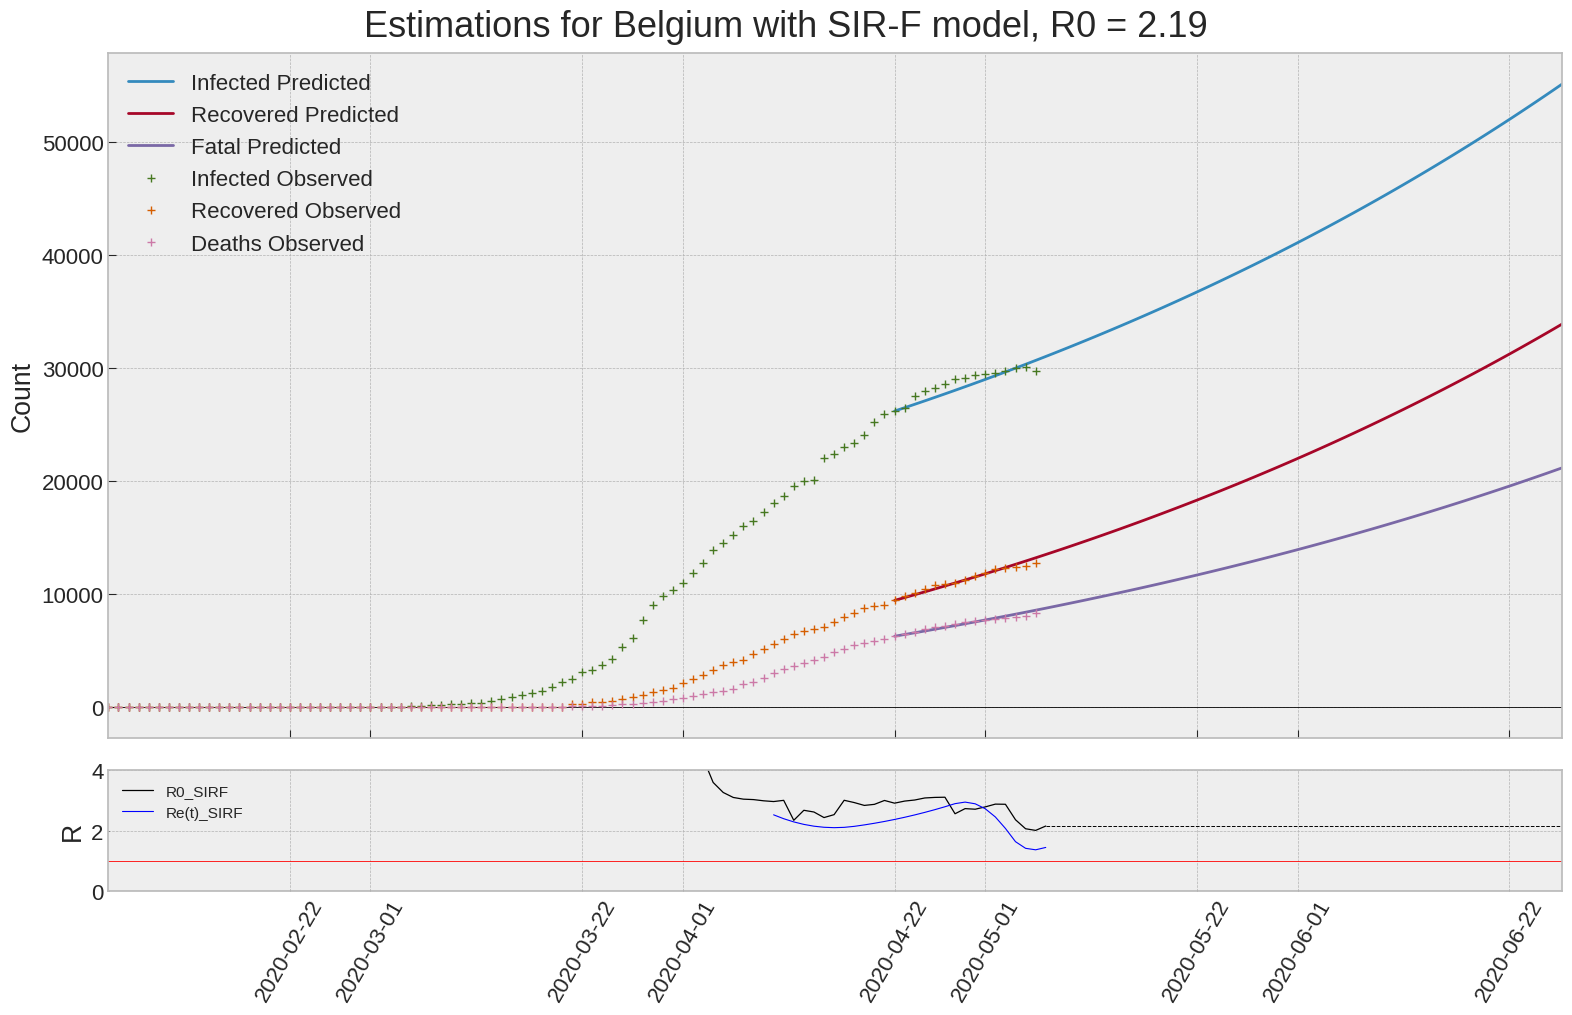 Estimations for Belgium with SIR-F model, R0 = 2.19
Infected Predicted
Recovered Predicted
Fatal Predicted
Infected Observed
Recovered Observed
Deaths Observed
50000
40000
30000
20000
10000
0
Count
R0_SIRF
Re(t)_SIRF
4
2
0
R
2020-02-22
2020-03-01
2020-03-22
2020-04-01
2020-04-22
2020-05-01
2020-05-22
2020-06-01
2020-06-22